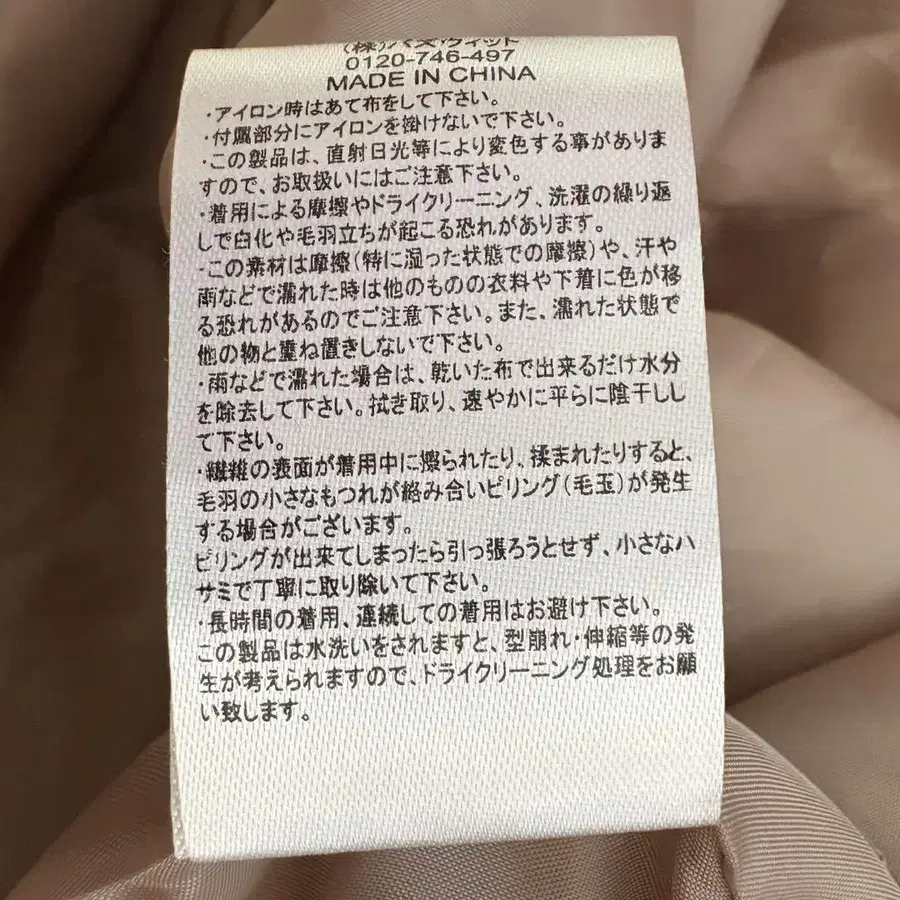 (株)バズウィット
0120-746-497
MADE IN CHINA
・アイロン時はあて布をして下さい。
・付属部分にアイロンを掛けないで下さい。
・この製品は、直射日光等により変色する事がありま
すので、お取扱いにはご注意下さい。
・着用による摩擦やドライクリーニング、洗濯の繰り返
しで白化や毛羽立ちが起こる恐れがあります。
・この素材は摩擦(特に湿った状態での摩擦)や、汗や
雨などで濡れた時は他のものの衣料や下着に色が移
る恐れがあるのでご注意下さい。また、濡れた状態で
他の物と重ね置きしないで下さい。
・雨などで濡れた場合は、乾いた布で出来るだけ水分
を除去して下さい。拭き取り、速やかに平らに陰干しし
て下さい。
・繊維の表面が着用中に擦られたり、揉まれたりすると、
毛羽の小さなもつれが絡み合いピリング(毛玉)が発生
する場合がございます。
ピリングが出来てしまったら引っ張ろうとせず、小さなハ
サミで丁寧に取り除いて下さい。
・長時間の着用、連続しての着用はお避け下さい。
この製品は水洗いをされますと、型崩れ・伸縮等の発
生が考えられますので、ドライクリーニング処理をお願
い致します。